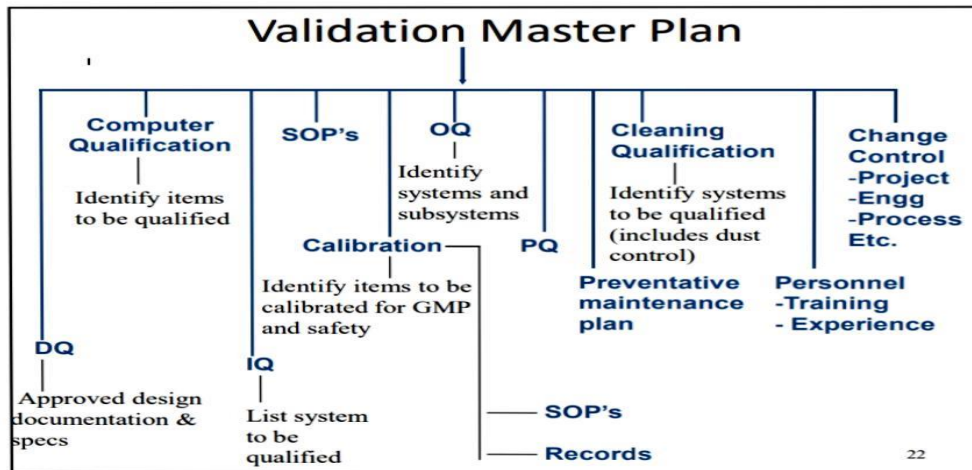 Validation Master Plan
Computer
Qualification
Identify items
to be qualified
SOP's
OQ
Identify
systems and
subsystems
Cleaning
Qualification
Identify systems
to be qualified
(includes dust
control)
Change
Control
-Project
-Engg
-Process
Etc.
Calibration
Identify items to be
calibrated for GMP
and safety
PQ
Preventative
maintenance
plan
Personnel
-Training
- Experience
DQ
Approved design
documentation &
specs
IQ
List system
to be
qualified
SOP's
Records
22